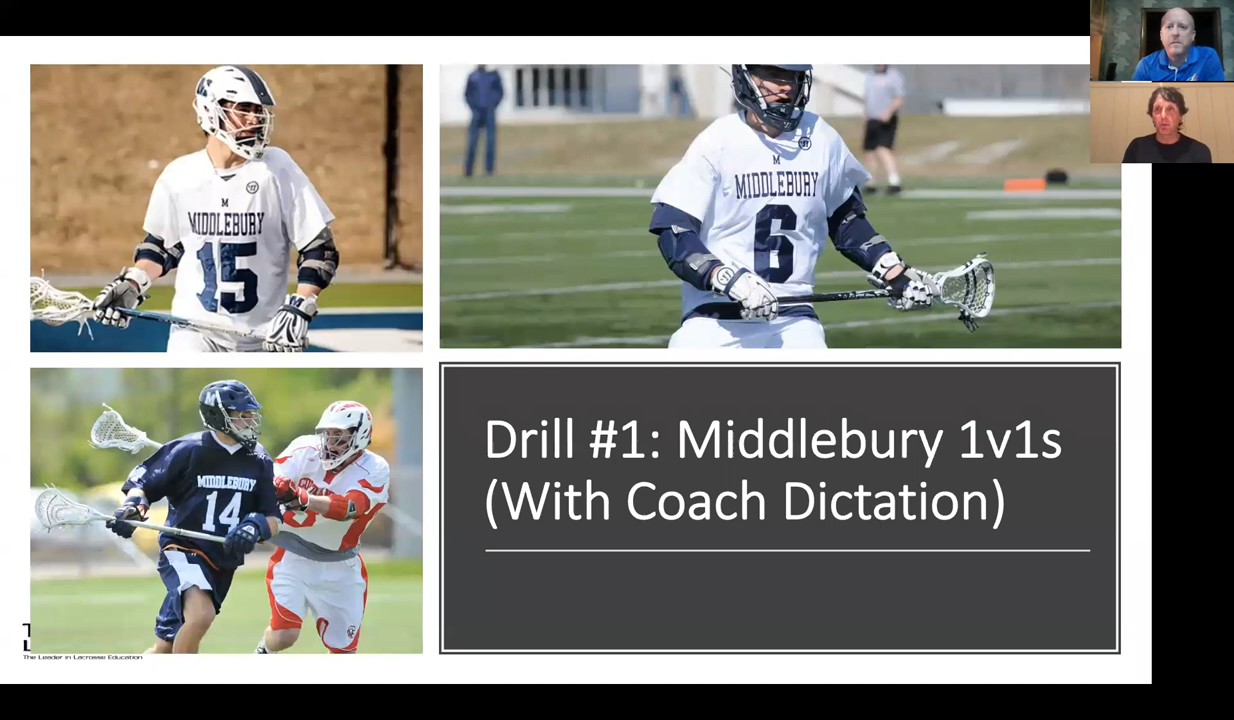 M
MIDDLEBURY
15
M
MIDDLEBURY
6
MIDDLEBURY
14
M
Drill #1: Middlebury 1v1s
(With Coach Dictation)
The Leader in Lacrosse Education